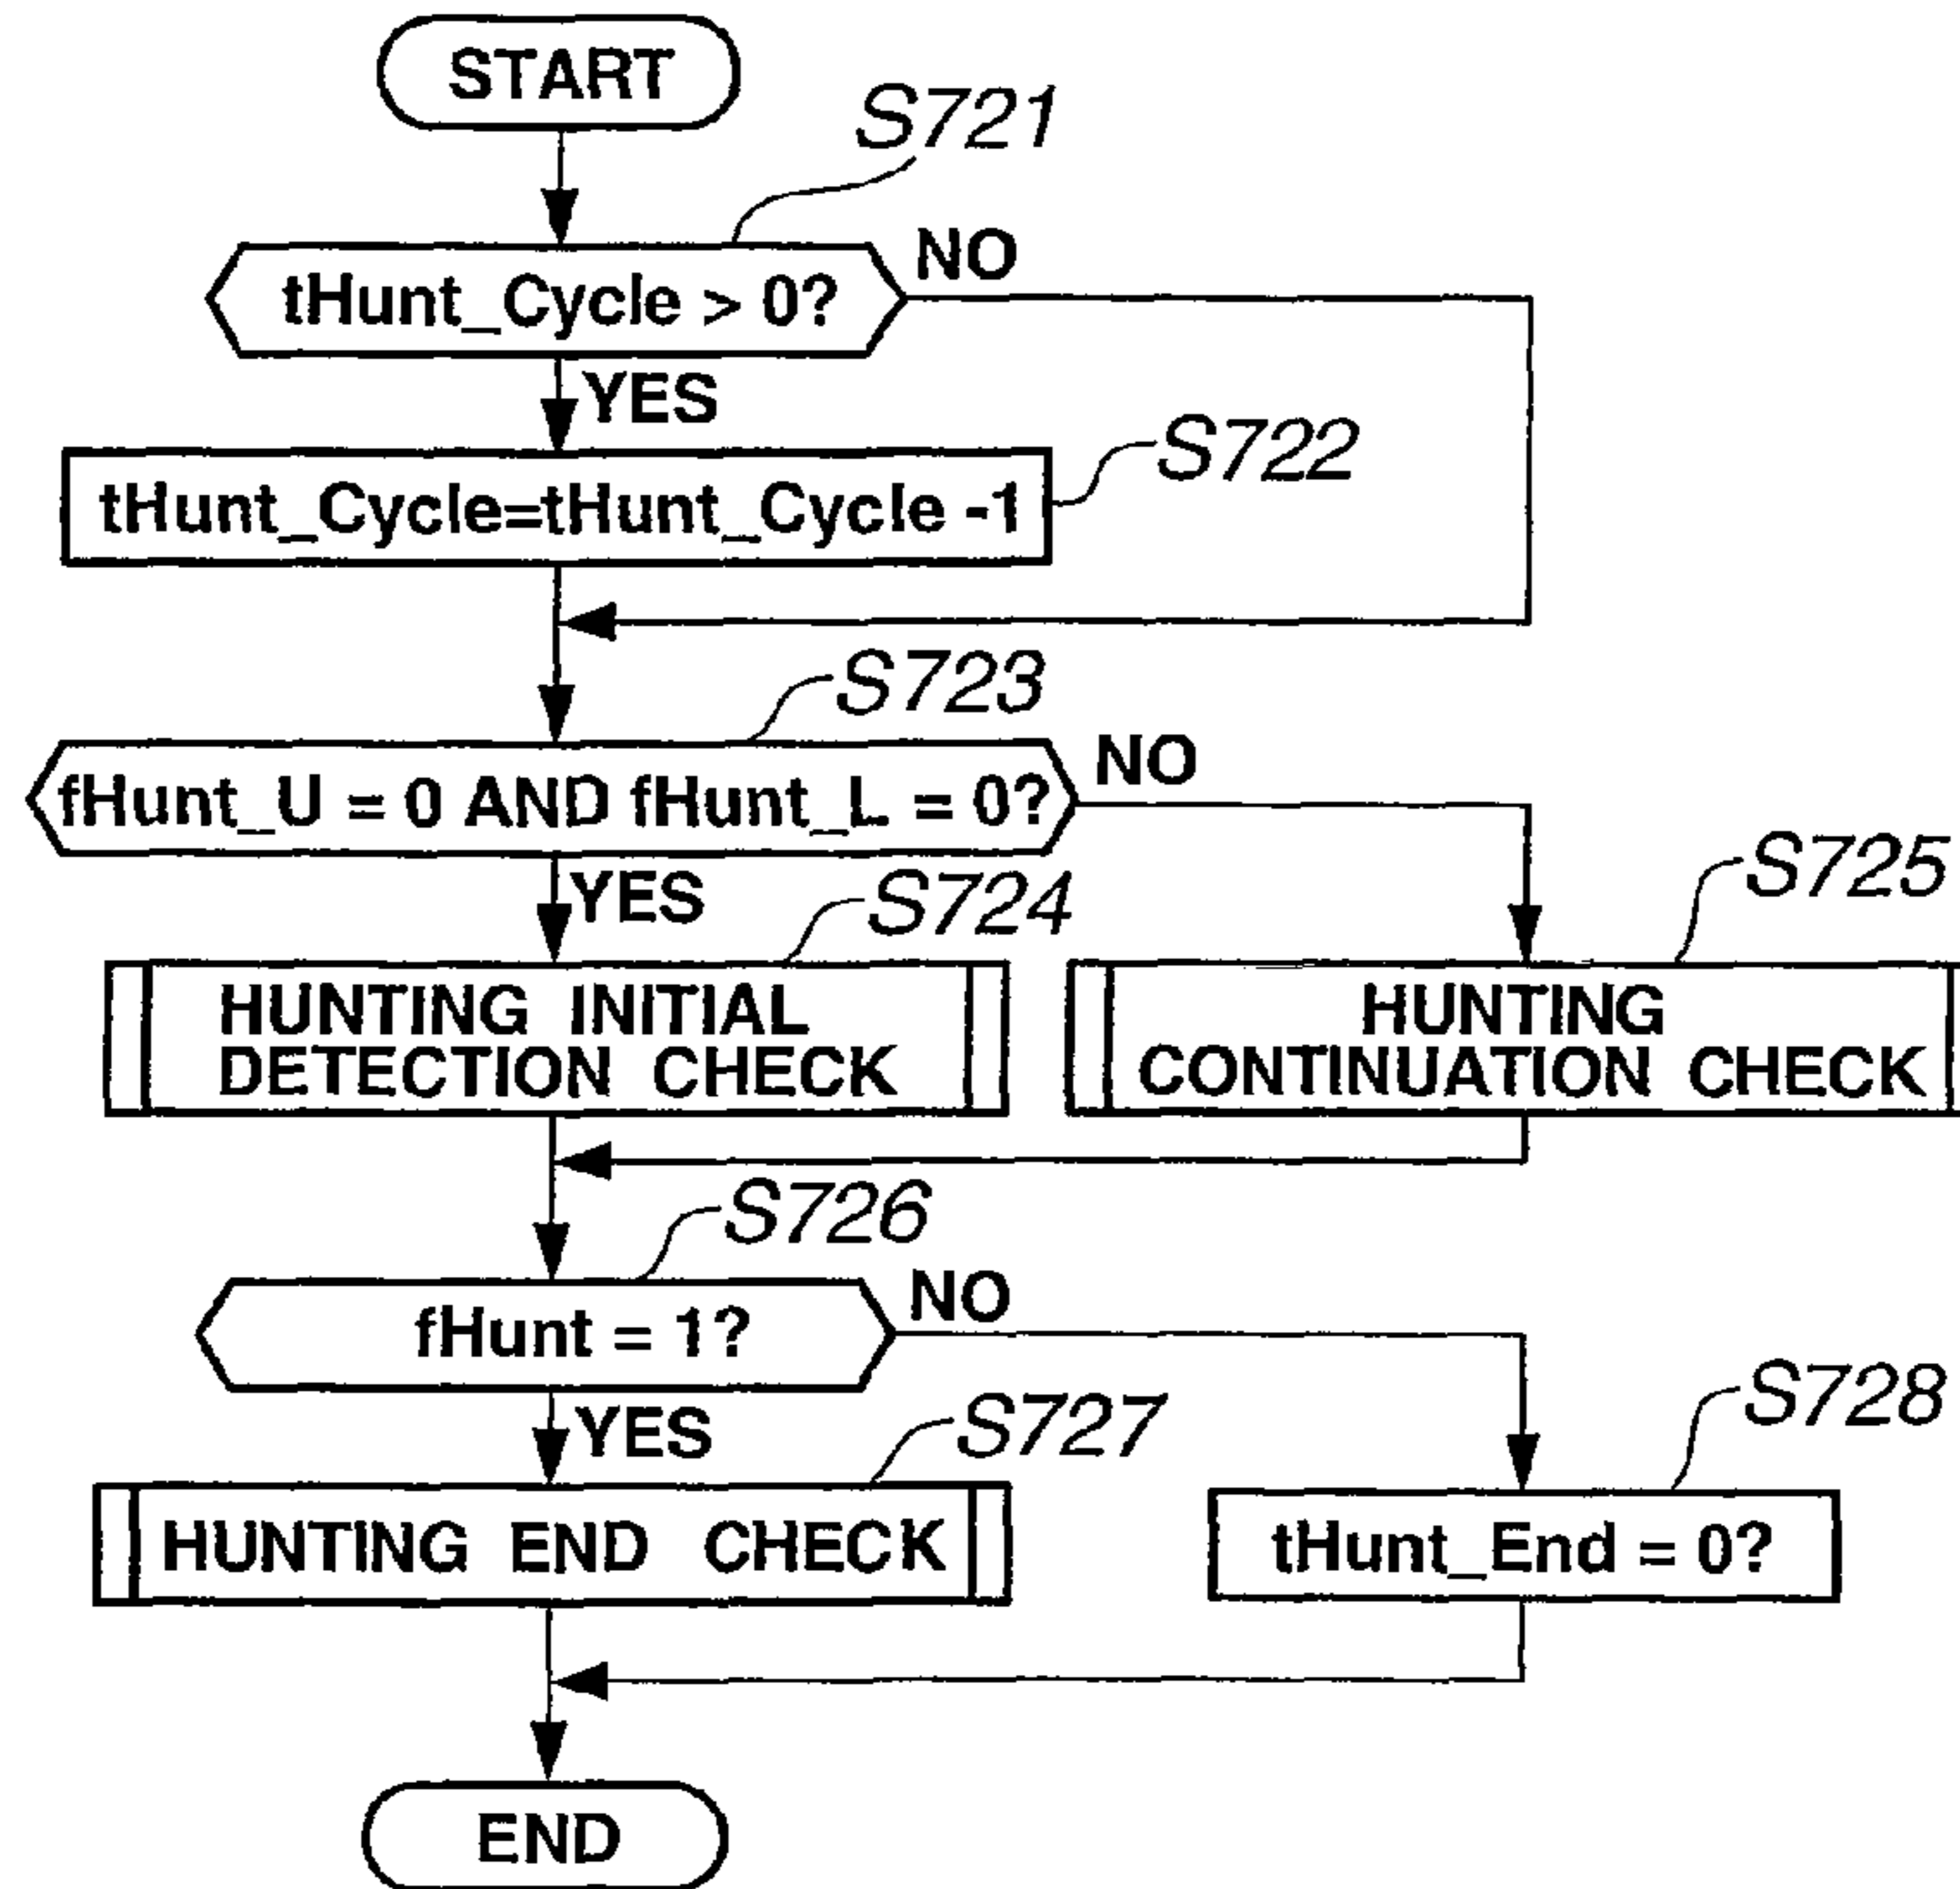 START
S721
tHunt_Cycle > 0?
NO
YES
S722
tHunt_Cycle=tHunt_Cycle -1
S723
fHunt_U = 0 AND fHunt_L = 0?
NO
YES
S724
S725
HUNTING INITIAL
DETECTION CHECK
HUNTING
CONTINUATION CHECK
S726
fHunt = 1?
NO
YES
S727
S728
HUNTING END CHECK
tHunt_End = 0?
END